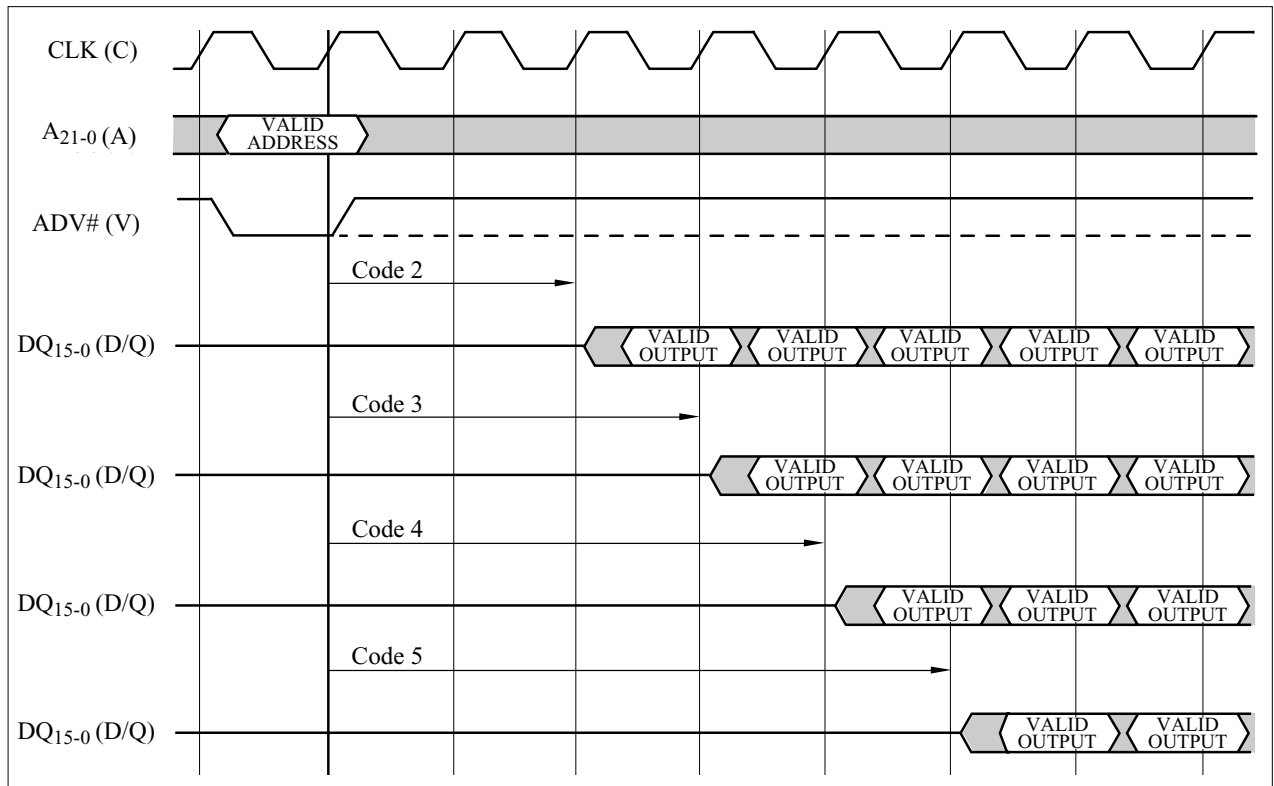 CLK (C)
A21-0 (A)
VALID
ADDRESS
ADV# (V)
Code 2
DQ15-0 (D/Q)
VALID OUTPUT VALID OUTPUT VALID OUTPUT VALID OUTPUT VALID OUTPUT
Code 3
DQ15-0 (D/Q)
VALID OUTPUT VALID OUTPUT VALID OUTPUT VALID OUTPUT
Code 4
DQ15-0 (D/Q)
VALID OUTPUT VALID OUTPUT VALID OUTPUT
Code 5
DQ15-0 (D/Q)
VALID OUTPUT VALID OUTPUT